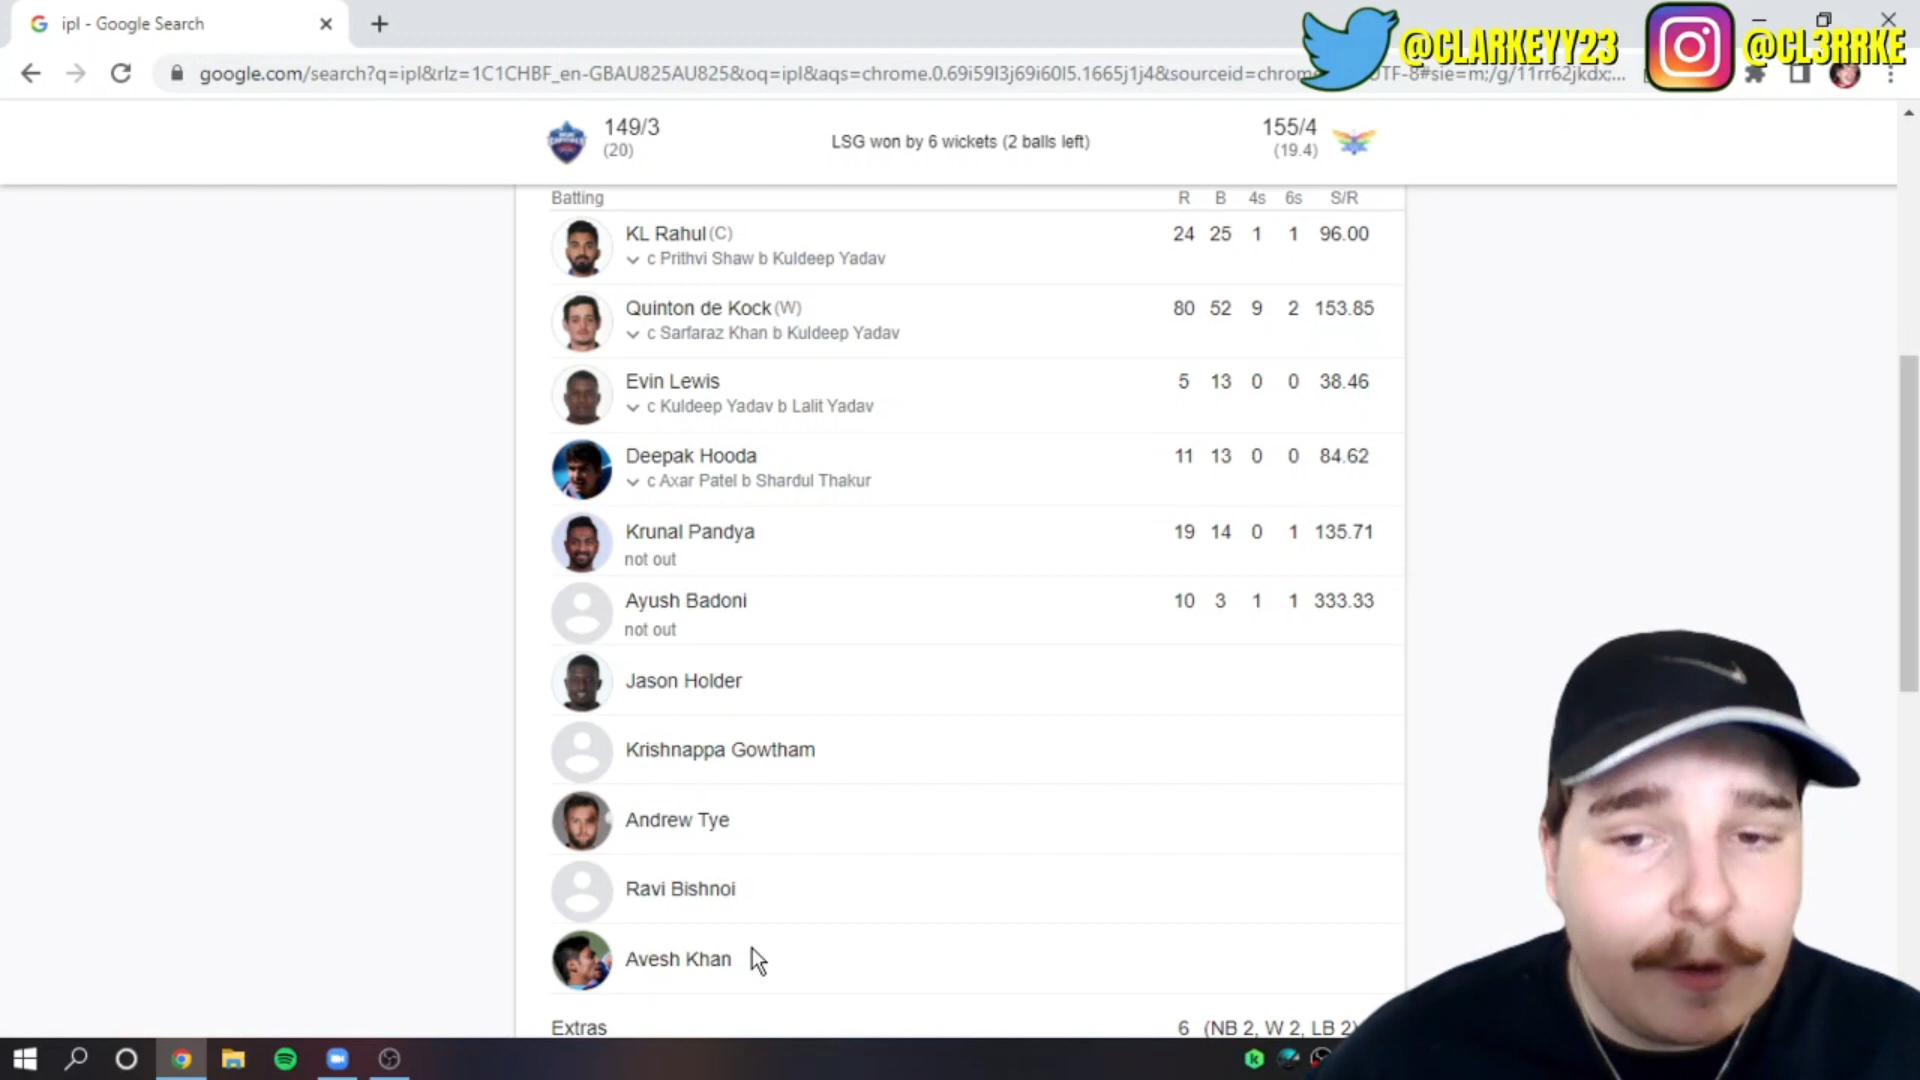 ipl - Google Search
@CLARKEYY23
@CL3RRKE
google.com/search?q=ipl&rlz=1C1CHBF_en-GBAU825AU825&oq=ipl&aqs=chrome.0.69i59l3j69i60l5.1665j1j4&sourceid=chrom
TF-8#sie=m;/g/11rr62jkdx;...
149/3
(20)
LSG won by 6 wickets (2 balls left)
155/4
(19.4)
Batting R B 4s 6s S/R
KL Rahul (C) 24 25 1 1 96.00
c Prithvi Shaw b Kuldeep Yadav
Quinton de Kock (W) 80 52 9 2 153.85
c Sarfaraz Khan b Kuldeep Yadav
Evin Lewis 5 13 0 0 38.46
c Kuldeep Yadav b Lalit Yadav
Deepak Hooda 11 13 0 0 84.62
c Axar Patel b Shardul Thakur
Krunal Pandya 19 14 0 1 135.71
not out
Ayush Badoni 10 3 1 1 333.33
not out
Jason Holder
Krishnappa Gowtham
Andrew Tye
Ravi Bishnoi
Avesh Khan
Extras 6 (NB 2, W 2, LB 2)